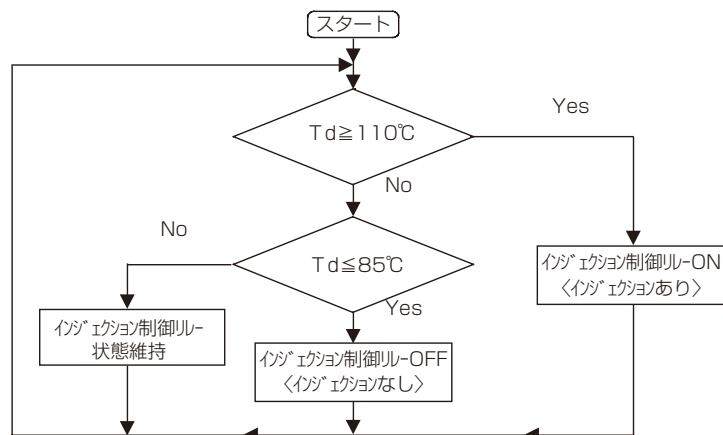 スタート
Td≧110℃
Yes
No
No
Td≦85℃
Yes
インジェクション制御リレーON
〈インジェクションあり〉
インジェクション制御リレー
状態維持
インジェクション制御リレーOFF
〈インジェクションなし〉